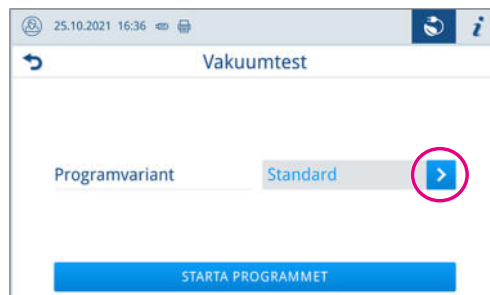 25.10.2021 16:36
i
Vakuumtest
Programvariant Standard
STARTA PROGRAMMET